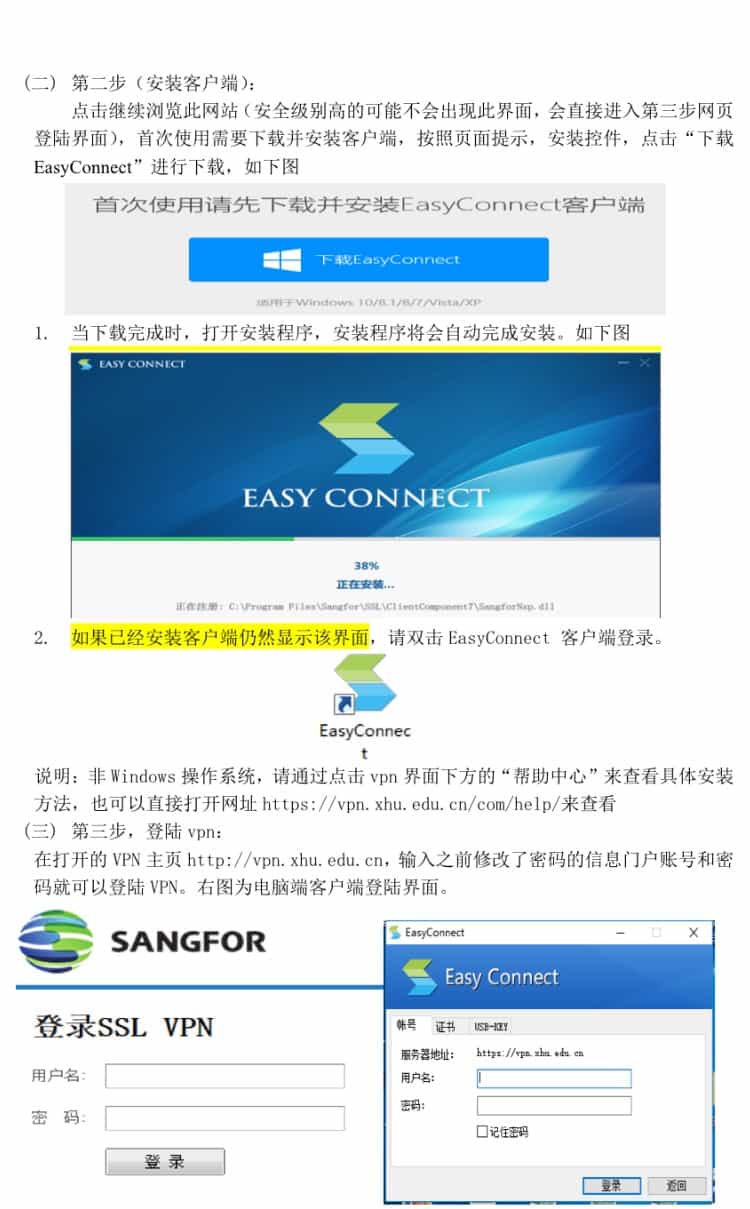 (二) 第二步（安装客户端）：
点击继续浏览此网站（安全级别高的可能不会出现此界面，会直接进入第三步网页
登陆界面），首次使用需要下载并安装客户端，按照页面提示，安装控件，点击“下载
EasyConnect”进行下载，如下图
首次使用请先下载并安装EasyConnect客户端
下载EasyConnect
适用于Windows 10/8.1/8/7/Vista/XP
1. 当下载完成时，打开安装程序，安装程序将会自动完成安装。如下图
EASY CONNECT
EASY CONNECT
38%
正在安装...
正在注册: C:\Program Files\Sangfor\SSL\ClientComponent7\SangforNsp.dll
2. 如果已经安装客户端仍然显示该界面，请双击 EasyConnect 客户端登录。
EasyConnec
t
说明：非 Windows 操作系统，请通过点击 vpn 界面下方的“帮助中心”来查看具体安装
方法，也可以直接打开网址 https://vpn.xhu.edu.cn/com/help/来查看
(三) 第三步，登陆 vpn：
在打开的 VPN 主页 http://vpn.xhu.edu.cn，输入之前修改了密码的信息门户账号和密
码就可以登陆 VPN。右图为电脑端客户端登陆界面。
SANGFOR
登录SSL VPN
用户名:
密 码:
登 录
EasyConnect
Easy Connect
帐号 证书 USB-KEY
服务器地址: https://vpn.xhu.edu.cn
用户名:
密码:
记住密码
登录 返回